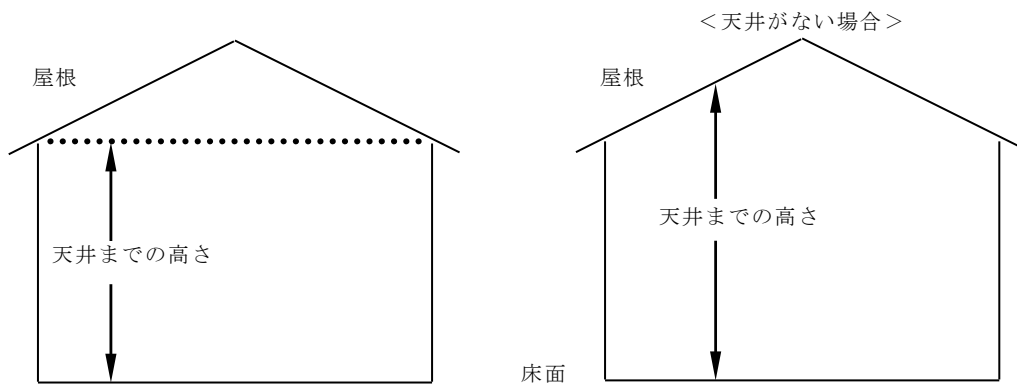 ＜天井がない場合＞
屋根
屋根
天井までの高さ
天井までの高さ
床面